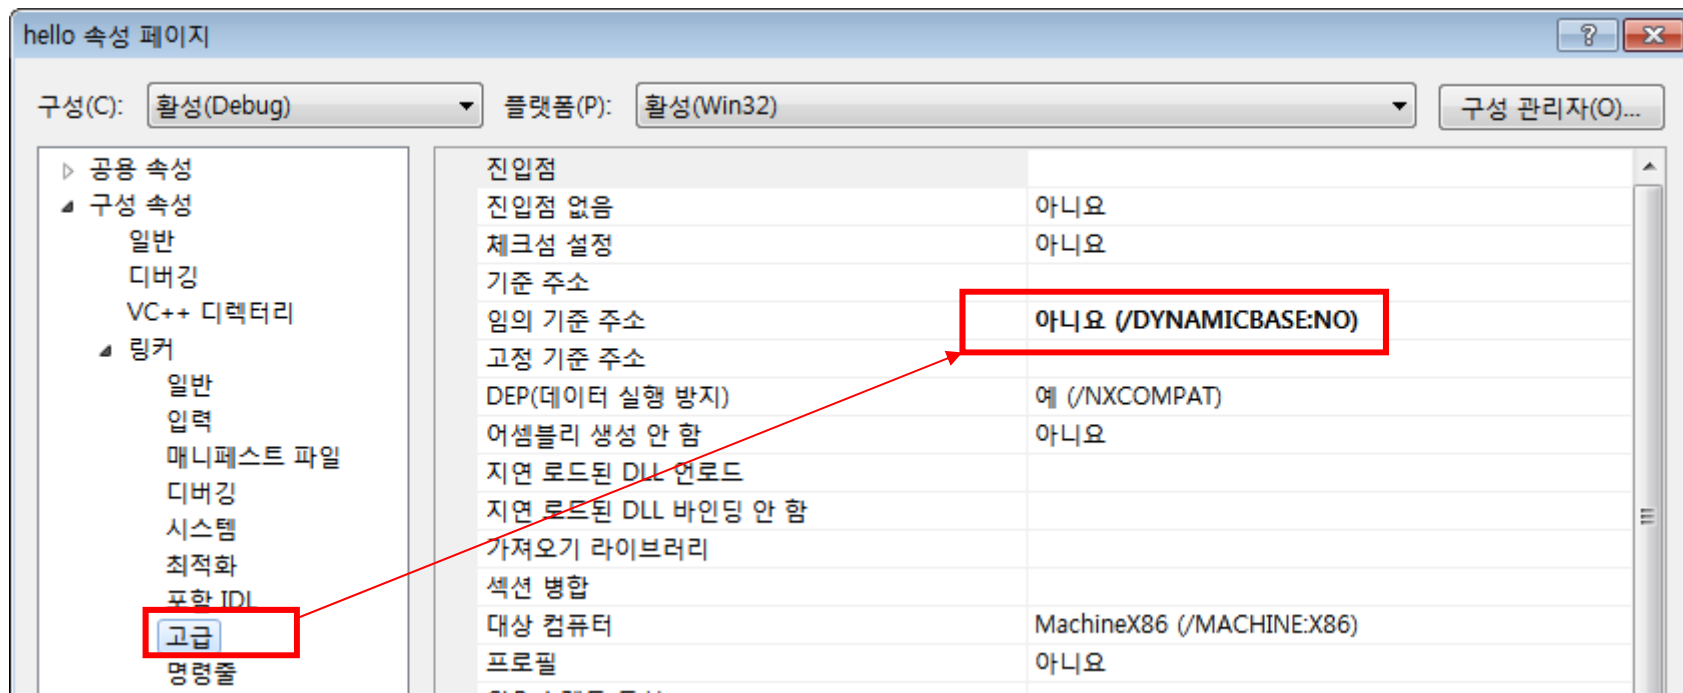 hello 속성 페이지
구성(C): 활성(Debug) 플랫폼(P): 활성(Win32) 구성 관리자(O)...
공용 속성
구성 속성
일반
디버깅
VC++ 디렉터리
링커
일반
입력
매니페스트 파일
디버깅
시스템
최적화
포함 IDL
고급
명령줄
진입점
진입점 없음 아니요
체크섬 설정 아니요
기준 주소
임의 기준 주소 아니요 (/DYNAMICBASE:NO)
고정 기준 주소
DEP(데이터 실행 방지) 예 (/NXCOMPAT)
어셈블리 생성 안 함 아니요
지연 로드된 DLL 언로드
지연 로드된 DLL 바인딩 안 함
가져오기 라이브러리
섹션 병합
대상 컴퓨터 MachineX86 (/MACHINE:X86)
프로필 아니요